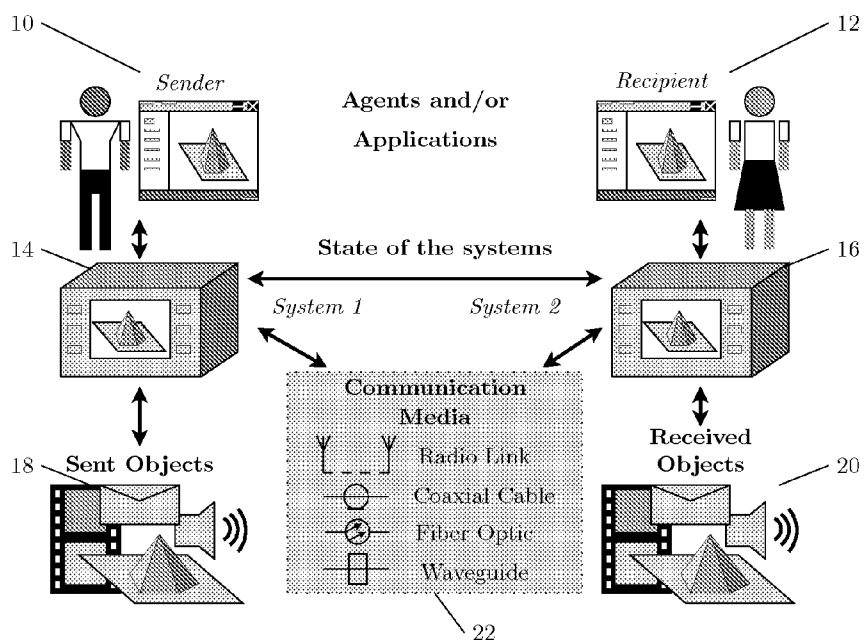 10
12
Sender
Recipient
Agents and/or
Applications
14
16
State of the systems
System 1
System 2
Communication
Media
Radio Link
Coaxial Cable
Fiber Optic
Waveguide
18
Sent Objects
Received
Objects
20
22